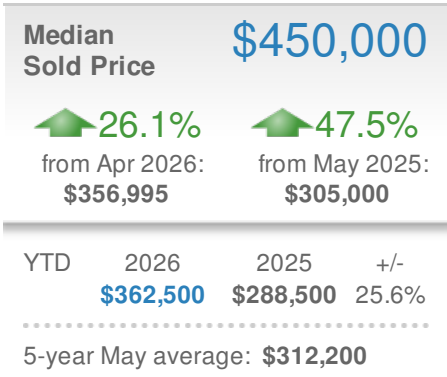 Median $450,000
Sold Price
26.1% 47.5%
from Apr 2026: from May 2025:
$356,995 $305,000
YTD 2026 2025 +/-
$362,500 $288,500 25.6%
5-year May average: $312,200